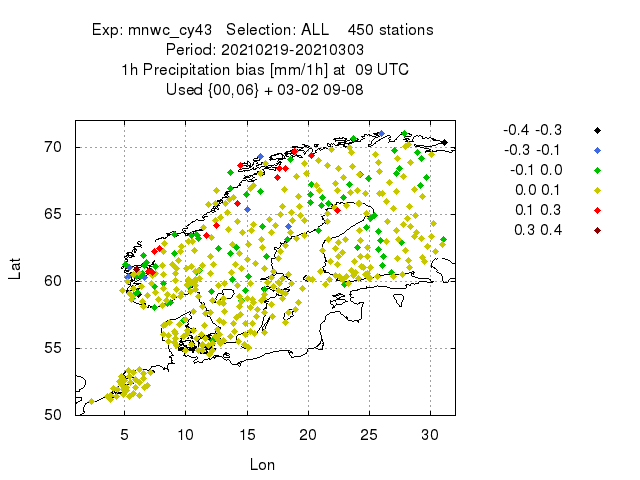 Exp: mnwc_cy43   Selection: ALL    450 stations
Period: 20210219-20210303
1h Precipitation bias [mm/1h] at  09 UTC
Used {00,06} + 03-02 09-08
70
65
60
55
50
Lat
5 10 15 20 25 30
Lon
-0.4 -0.3
-0.3 -0.1
-0.1 0.0
0.0 0.1
0.1 0.3
0.3 0.4